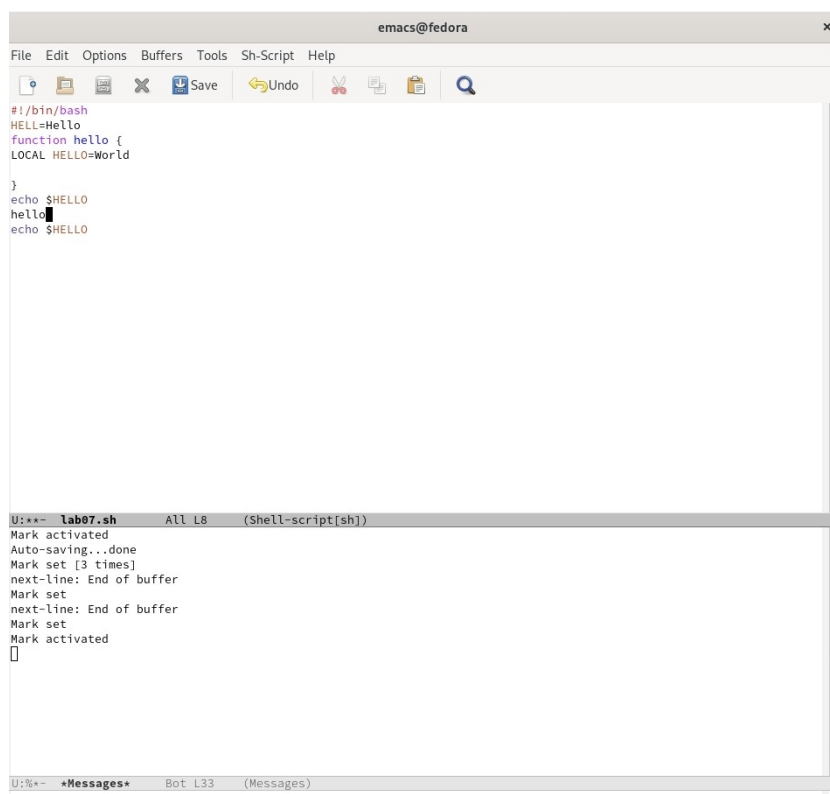 emacs@fedora ×
File Edit Options Buffers Tools Sh-Script Help
Save Undo
#!/bin/bash
HELL=Hello
function hello {
LOCAL HELLO=World
}
echo $HELLO
hello
echo $HELLO
U:**- lab07.sh All L8 (Shell-script[sh])
Mark activated
Auto-saving...done
Mark set [3 times]
next-line: End of buffer
Mark set
next-line: End of buffer
Mark set
Mark activated
U:%*- *Messages* Bot L33 (Messages)